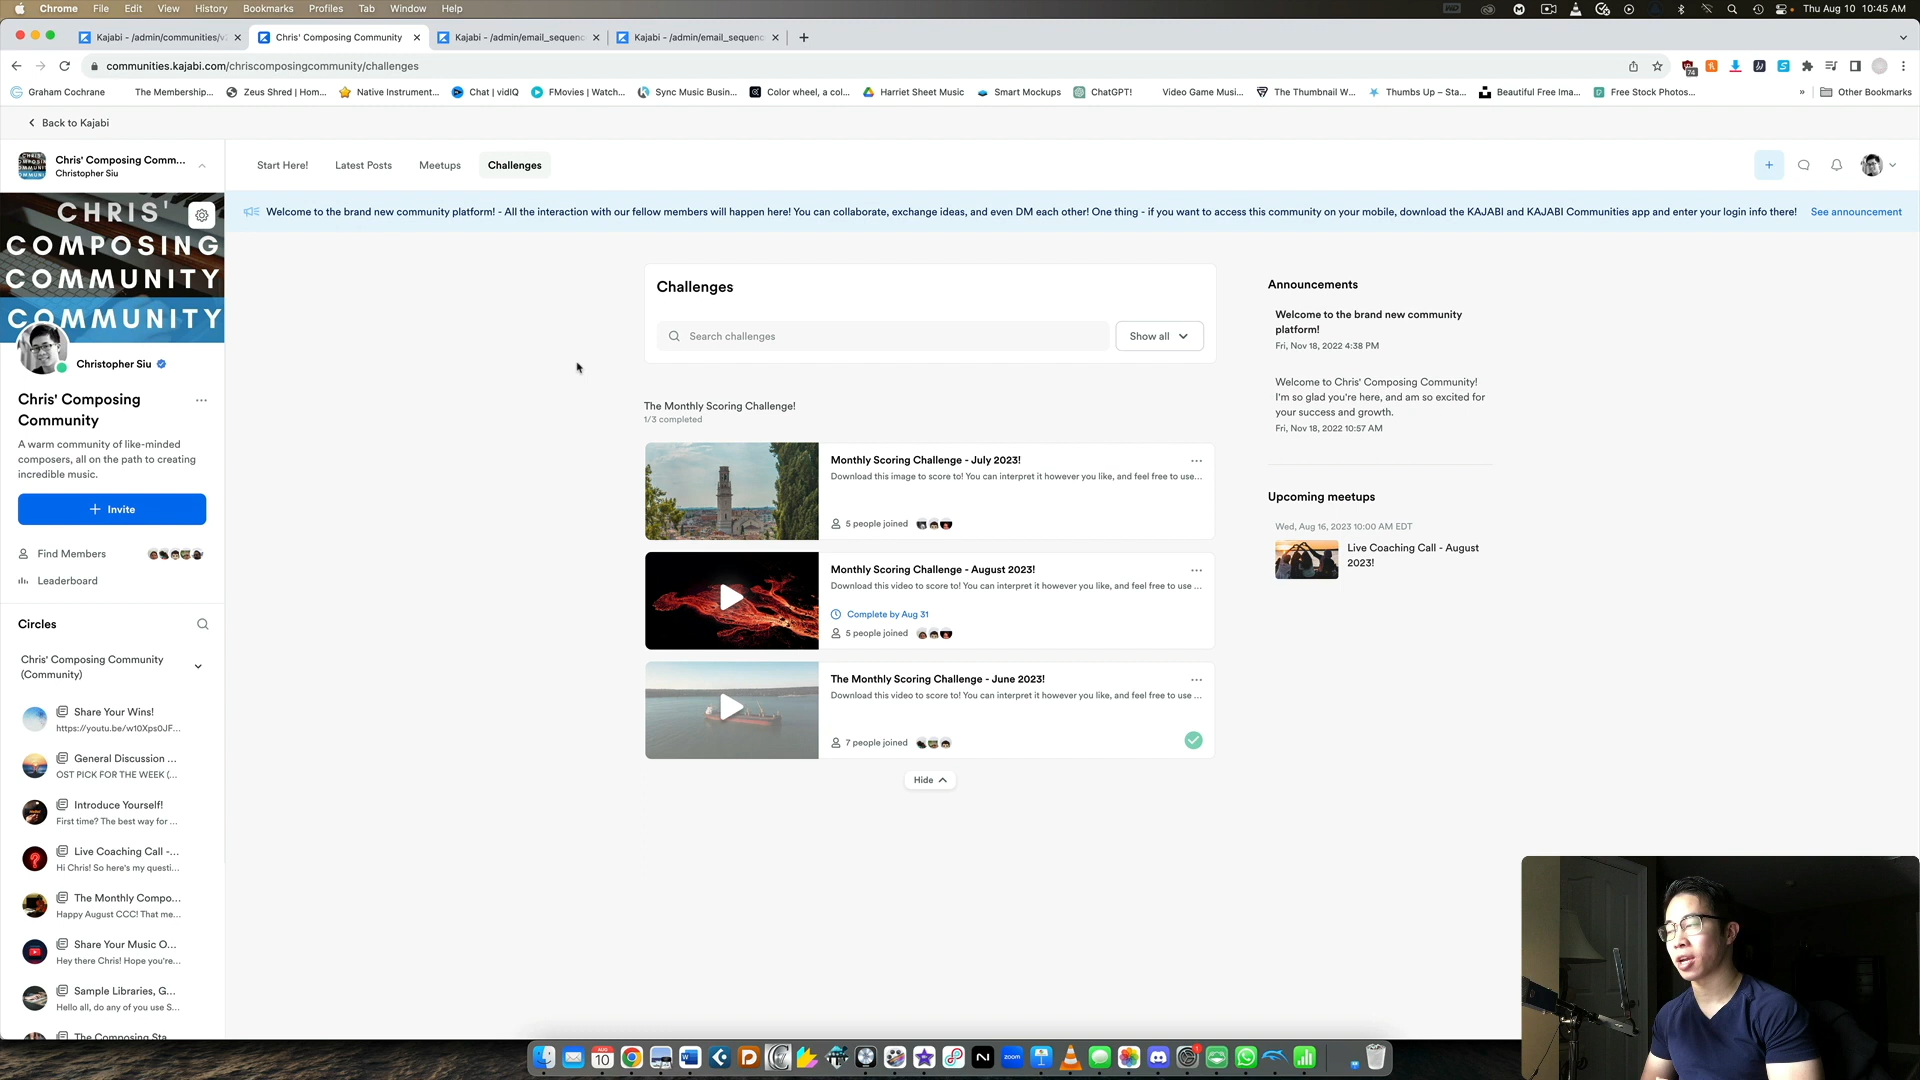 Chrome File Edit View History Bookmarks Profiles Tab Window Help
Thu Aug 10 10:45 AM
Kajabi - /admin/communities/v
Chris' Composing Community
Kajabi - /admin/email_sequen
Kajabi - /admin/email_sequen
communities.kajabi.com/chriscomposingcommunity/challenges
74
Graham Cochrane
The Membership...
Zeus Shred | Hom...
Native Instrument...
Chat | vidIQ
FMovies | Watch...
Sync Music Busin...
Color wheel, a col...
Harriet Sheet Music
Smart Mockups
ChatGPT!
Video Game Musi...
The Thumbnail W...
Thumbs Up – Sta...
Beautiful Free Ima...
Free Stock Photos...
»
Other Bookmarks
Back to Kajabi
Chris' Composing Comm...
Christopher Siu
Start Here!
Latest Posts
Meetups
Challenges
Welcome to the brand new community platform! - All the interaction with our fellow members will happen here! You can collaborate, exchange ideas, and even DM each other! One thing - if you want to access this community on your mobile, download the KAJABI and KAJABI Communities app and enter your login info there!
See announcement
CHRIS'
COMPOSING
COMMUNITY
COMMUNITY
Christopher Siu
Chris' Composing
Community
A warm community of like-minded
composers, all on the path to creating
incredible music.
+ Invite
Find Members
Leaderboard
Circles
Chris' Composing Community
(Community)
Share Your Wins!
https://youtu.be/w10Xps0JF...
General Discussion ...
OST PICK FOR THE WEEK (...
Introduce Yourself!
First time? The best way for ...
Live Coaching Call -...
Hi Chris! So here's my questi...
The Monthly Compo...
Happy August CCC! That me...
Share Your Music O...
Hey there Chris! Hope you're...
Sample Libraries, G...
Hello all, do any of you use S...
The Composing Sta...
Challenges
Search challenges
Show all
The Monthly Scoring Challenge!
1/3 completed
Monthly Scoring Challenge - July 2023!
Download this image to score to! You can interpret it however you like, and feel free to use...
5 people joined
Monthly Scoring Challenge - August 2023!
Download this video to score to! You can interpret it however you like, and feel free to use ...
Complete by Aug 31
5 people joined
The Monthly Scoring Challenge - June 2023!
Download this video to score to! You can interpret it however you like, and feel free to use ...
7 people joined
Hide
Announcements
Welcome to the brand new community
platform!
Fri, Nov 18, 2022 4:38 PM
Welcome to Chris' Composing Community!
I'm so glad you're here, and am so excited for
your success and growth.
Fri, Nov 18, 2022 10:57 AM
Upcoming meetups
Wed, Aug 16, 2023 10:00 AM EDT
Live Coaching Call - August
2023!
AUG
10
zoom
1